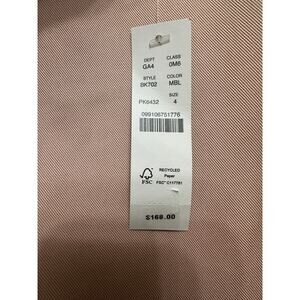 DEPT CLASS
GA4 0M6
STYLE COLOR
BK702 MBL
SIZE
PK6432 4
099106751776
RECYCLED
Paper
FSC FSC® C117781
$168.00